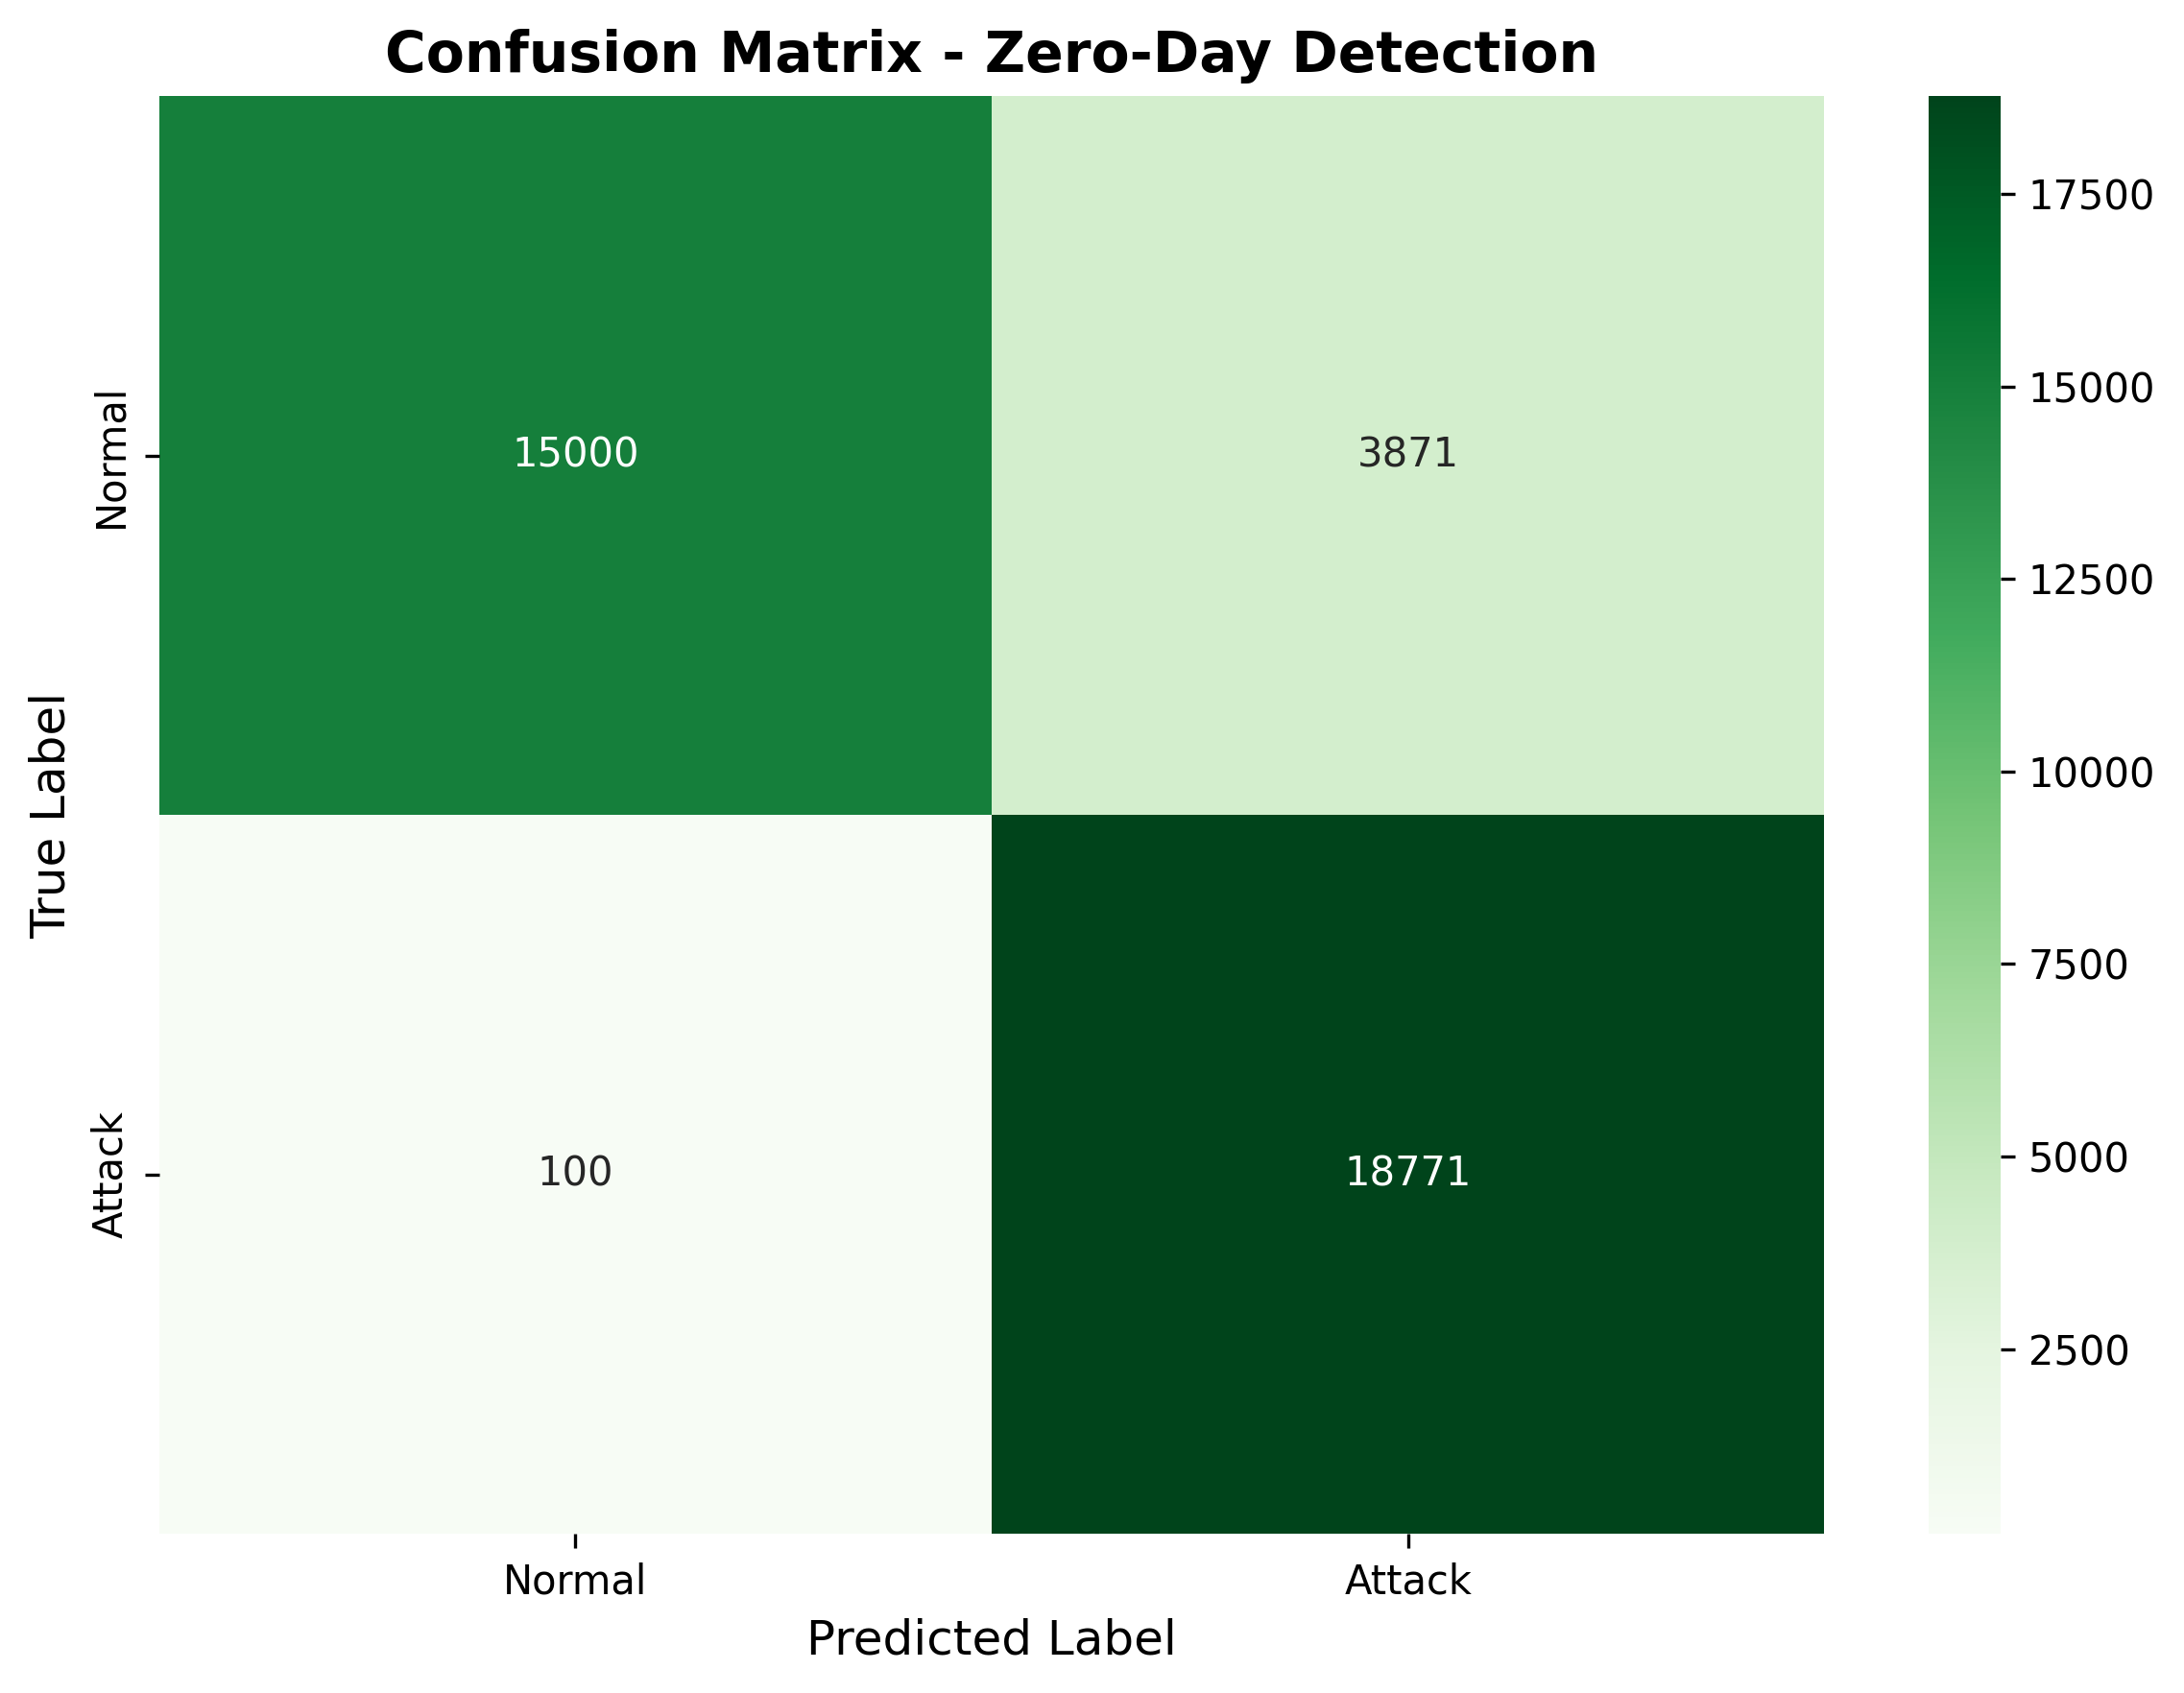 Confusion Matrix - Zero-Day Detection
True Label
Normal
Attack
15000
3871
100
18771
Normal
Attack
Predicted Label
17500
15000
12500
10000
7500
5000
2500